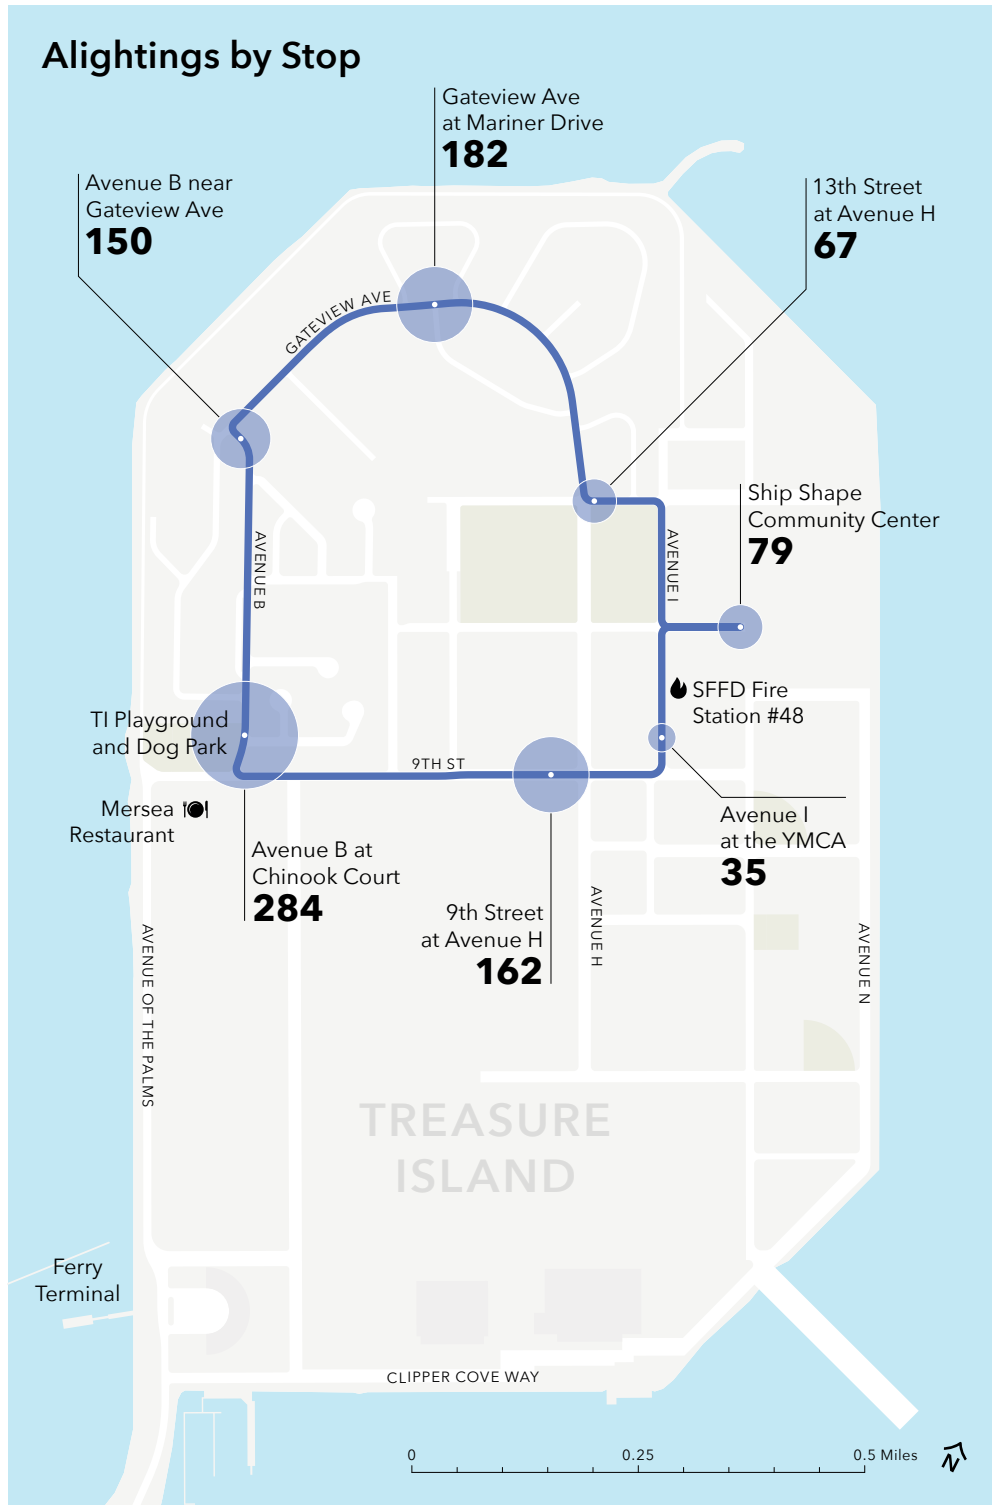 Alightings by Stop
Gateview Ave
at Mariner Drive
182
Avenue B near
Gateview Ave
150
13th Street
at Avenue H
67
GATEVIEW AVE
Ship Shape
Community Center
79
AVENUE B
AVENUE I
SFFD Fire
Station #48
TI Playground
and Dog Park
9TH ST
Mersea
Restaurant
Avenue I
at the YMCA
35
Avenue B at
Chinook Court
284
9th Street
at Avenue H
162
AVENUE H
AVENUE OF THE PALMS
AVENUE N
TREASURE
ISLAND
Ferry
Terminal
CLIPPER COVE WAY
0 0.25 0.5 Miles
N